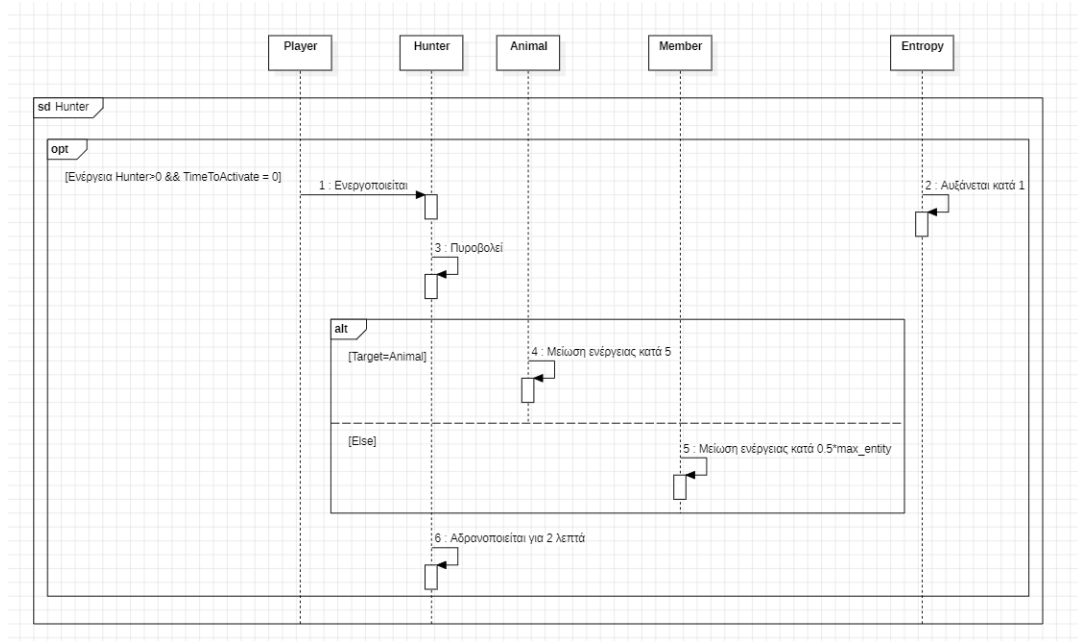 Player
Hunter
Animal
Member
Entropy
sd Hunter
opt
[Ενέργεια Hunter>0 && TimeToActivate = 0]
1 : Ενεργοποιείται
2 : Αυξάνεται κατά 1
3 : Πυροβολεί
alt
[Target=Animal]
4 : Μείωση ενέργειας κατά 5
[Else]
5 : Μείωση ενέργειας κατά 0.5*max_entity
6 : Αδρανοποιείται για 2 λεπτά